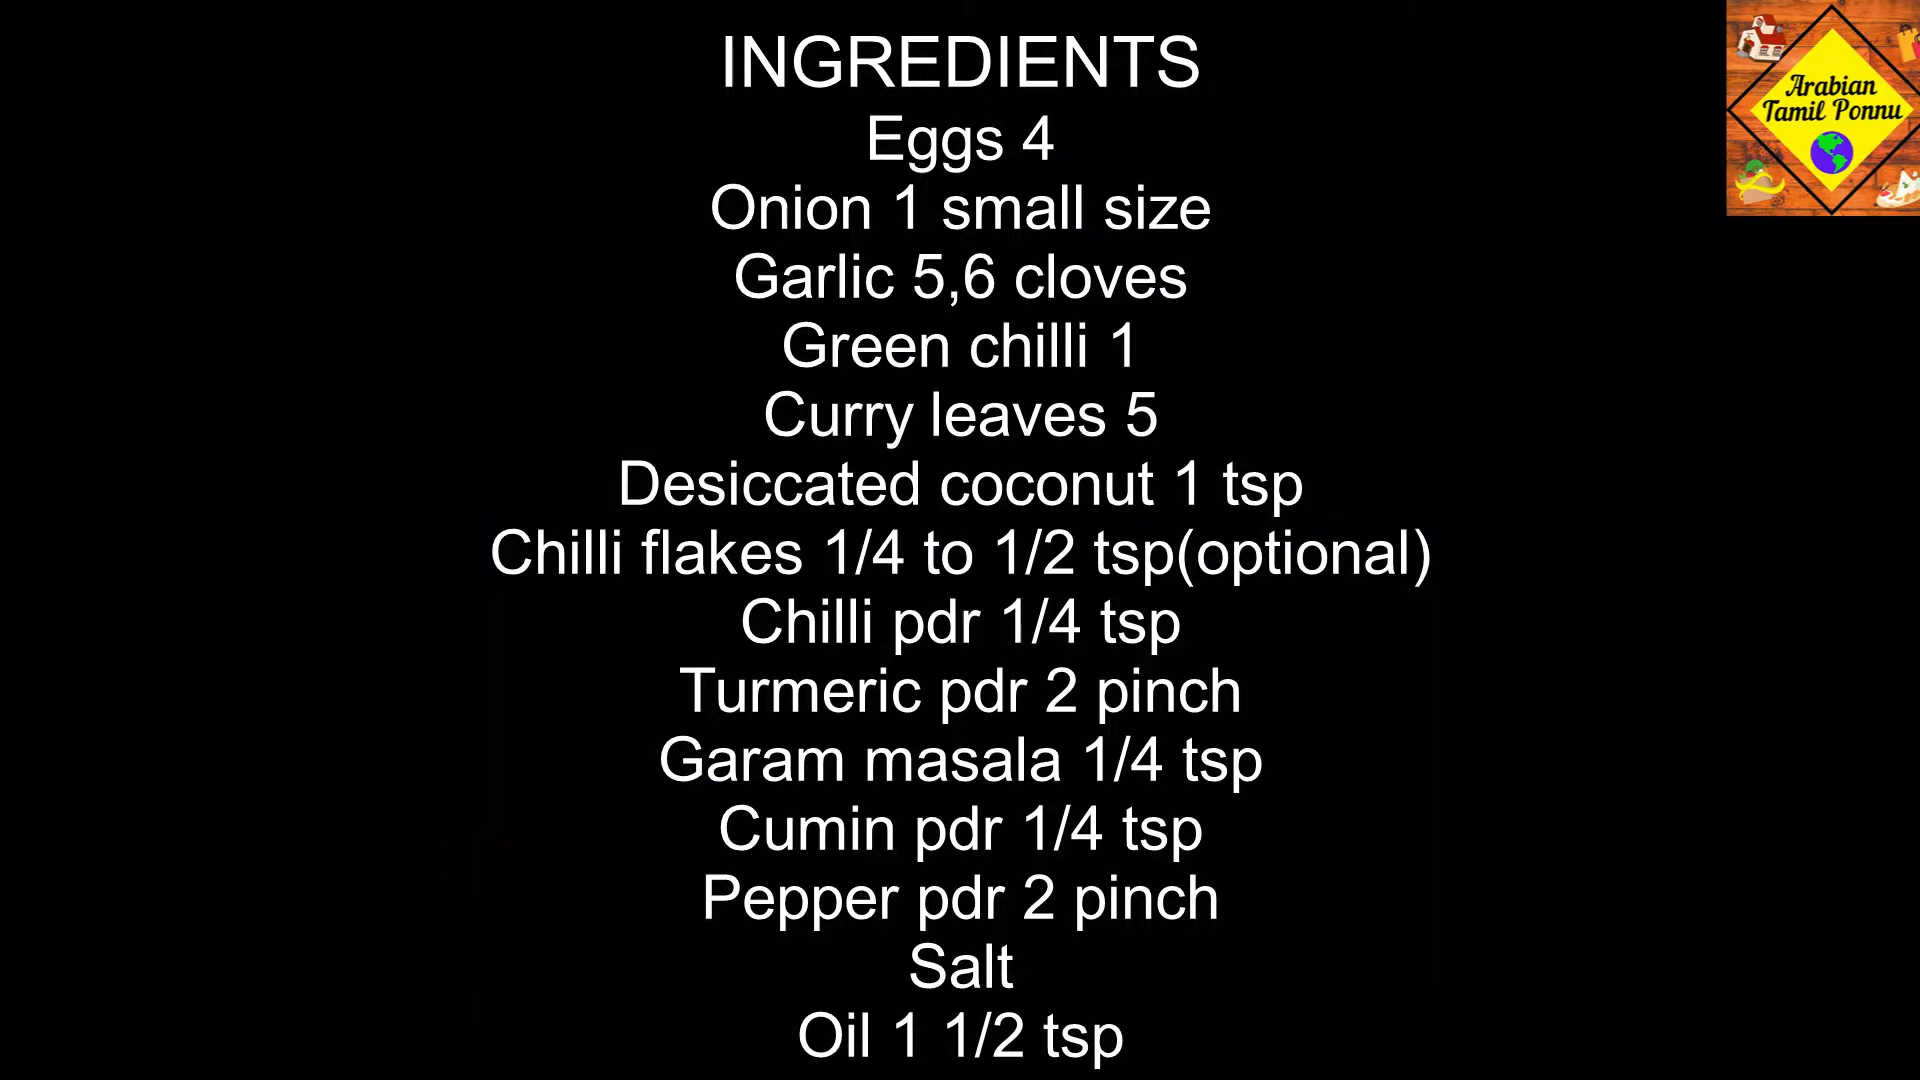 INGREDIENTS
Eggs 4
Onion 1 small size
Garlic 5,6 cloves
Green chilli 1
Curry leaves 5
Desiccated coconut 1 tsp
Chilli flakes 1/4 to 1/2 tsp(optional)
Chilli pdr 1/4 tsp
Turmeric pdr 2 pinch
Garam masala 1/4 tsp
Cumin pdr 1/4 tsp
Pepper pdr 2 pinch
Salt
Oil 1 1/2 tsp
Arabian
Tamil Ponnu